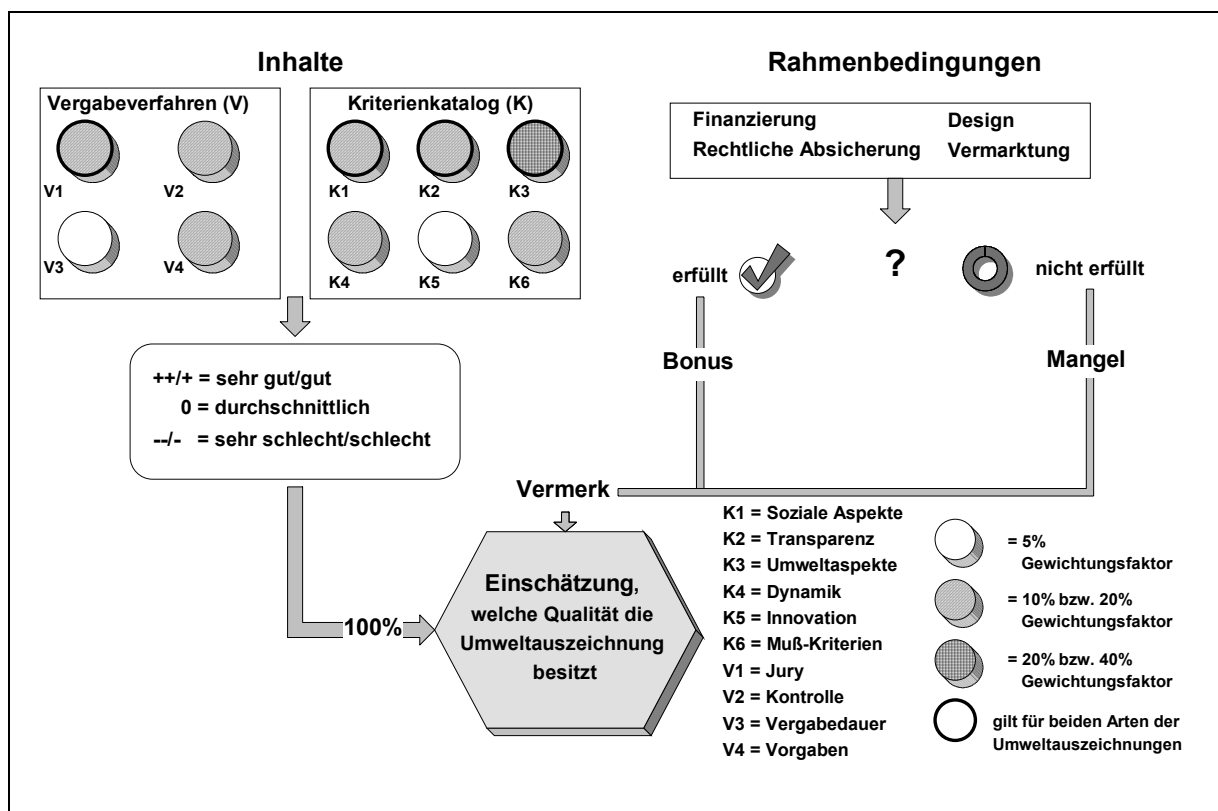 Inhalte
Vergabeverfahren (V)
V1
V2
V3
V4
Kriterienkatalog (K)
K1
K2
K3
K4
K5
K6
++/+ = sehr gut/gut
0 = durchschnittlich
--/- = sehr schlecht/schlecht
100%
Rahmenbedingungen
Finanzierung
Design
Rechtliche Absicherung
Vermarktung
erfüllt
?
nicht erfüllt
Bonus
Mangel
Vermerk
Einschätzung,
welche Qualität die
Umweltauszeichnung
besitzt
K1 = Soziale Aspekte
K2 = Transparenz
K3 = Umweltaspekte
K4 = Dynamik
K5 = Innovation
K6 = Muß-Kriterien
V1 = Jury
V2 = Kontrolle
V3 = Vergabedauer
V4 = Vorgaben
= 5%
Gewichtungsfaktor
= 10% bzw. 20%
Gewichtungsfaktor
= 20% bzw. 40%
Gewichtungsfaktor
gilt für beiden Arten der
Umweltauszeichnungen